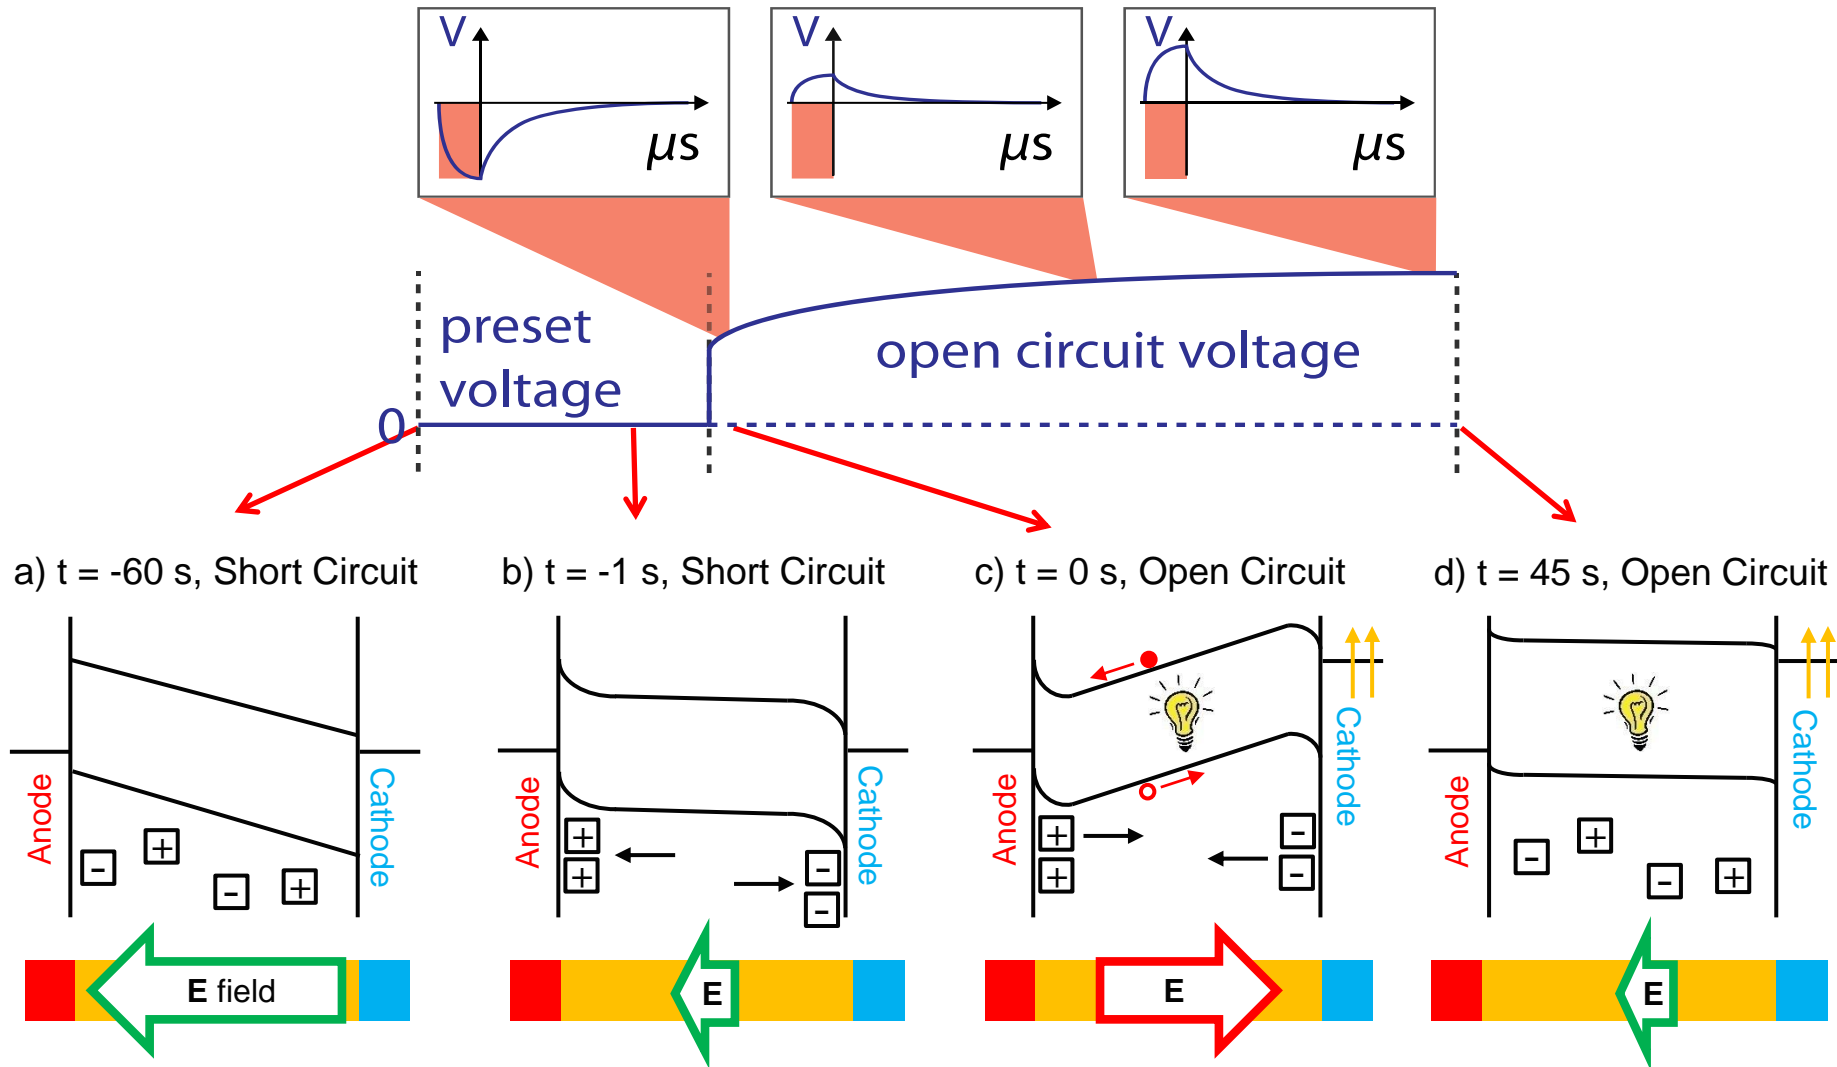 V
μs
V
μs
V
μs
preset
voltage
open circuit voltage
0
a) t = -60 s, Short Circuit
b) t = -1 s, Short Circuit
c) t = 0 s, Open Circuit
d) t = 45 s, Open Circuit
Anode
Cathode
- + - +
Anode
Cathode
+ +
- -
Anode
Cathode
+ +
- -
Anode
Cathode
- + - +
E field
E
E
E